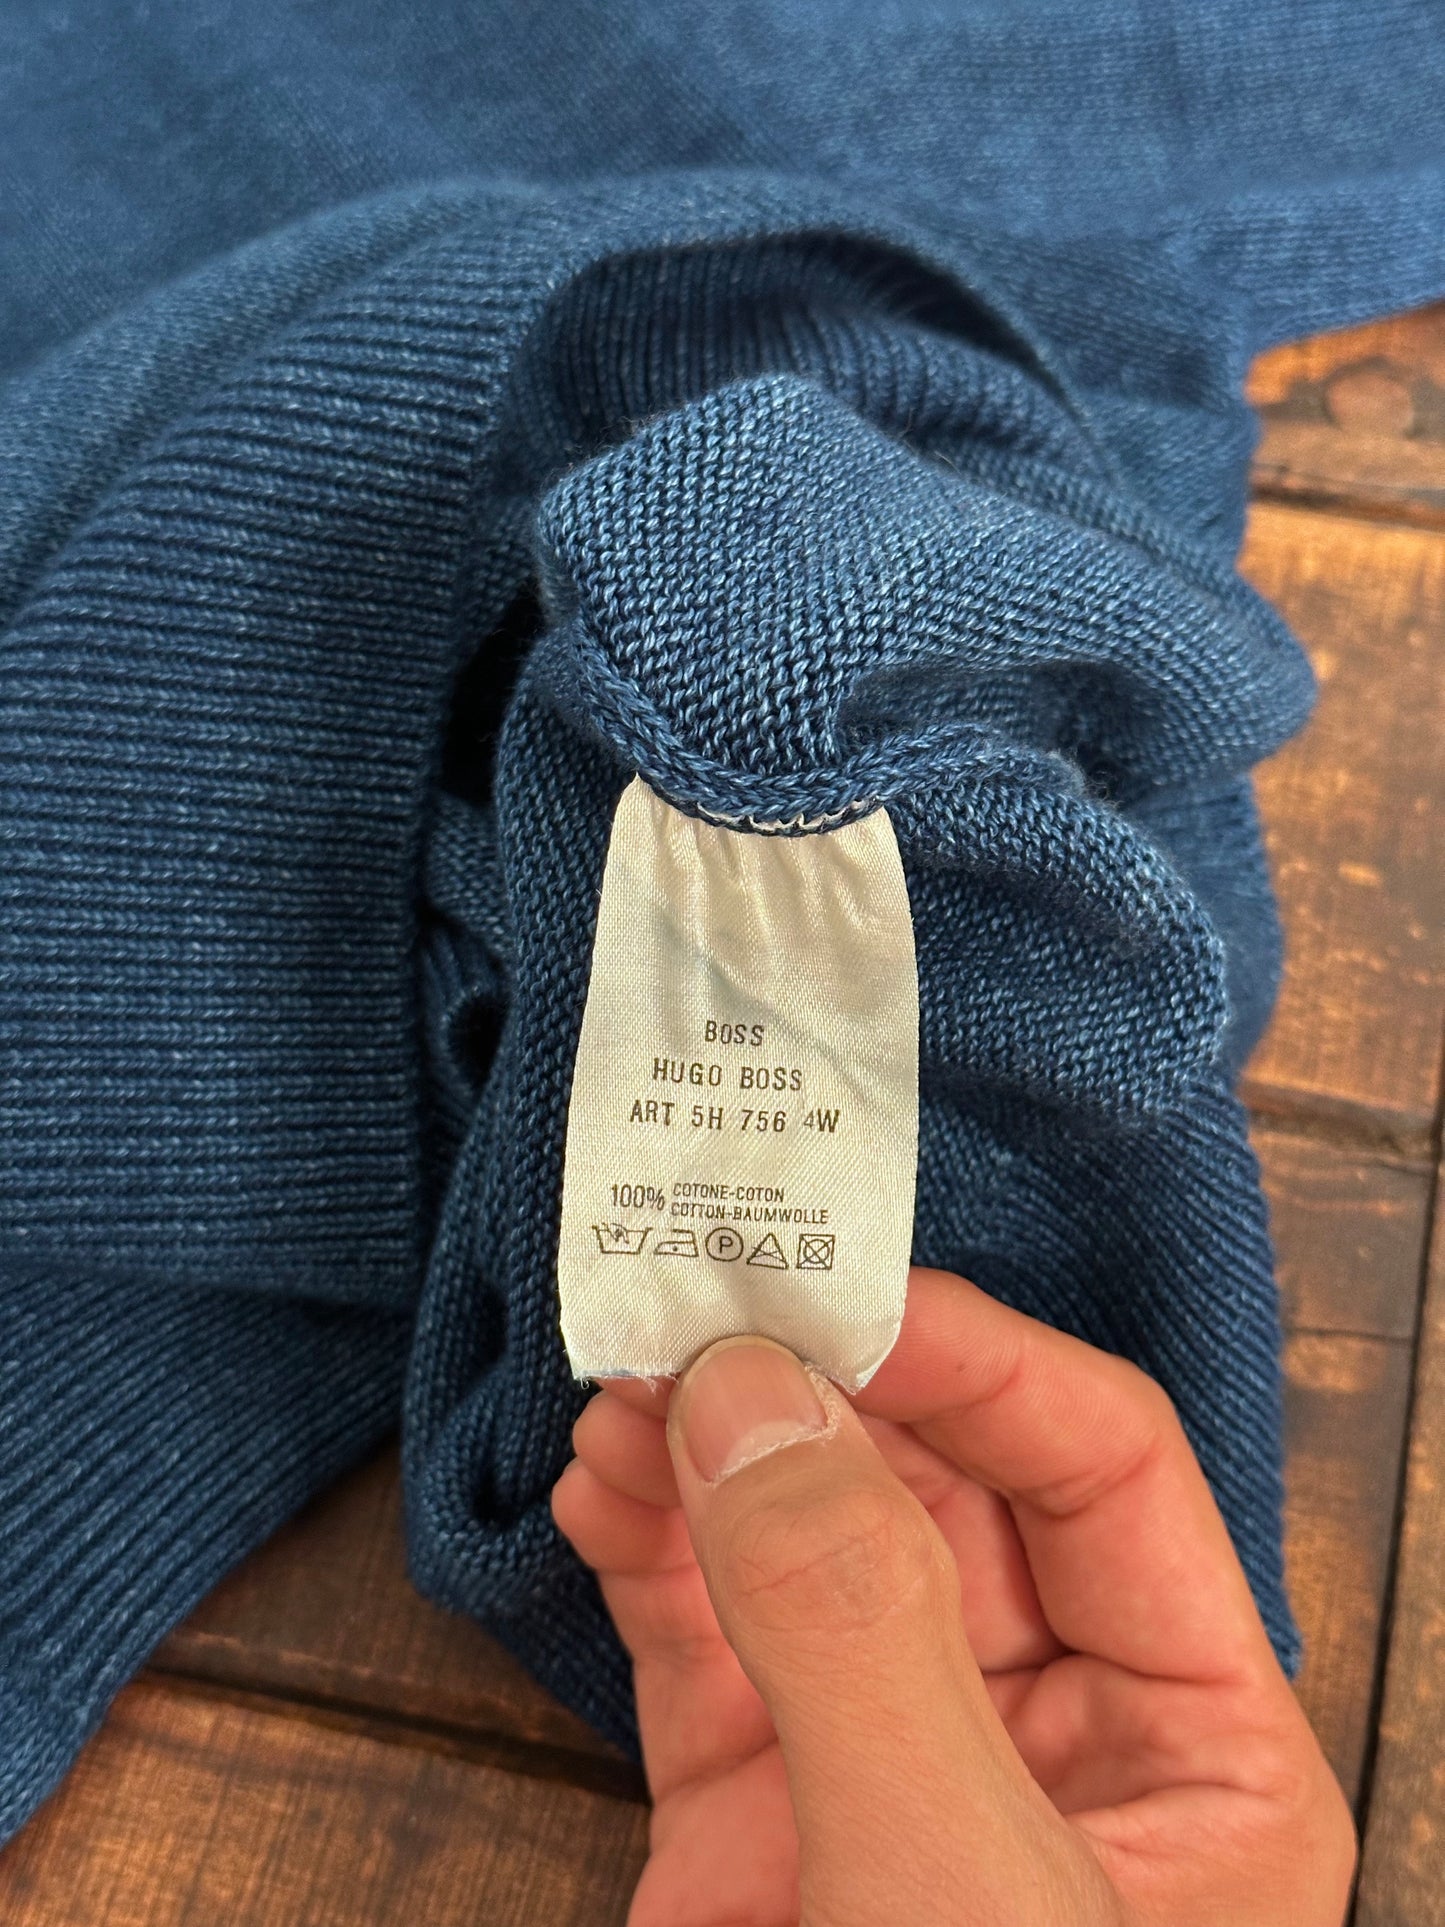 BOSS
HUGO BOSS
ART 5H 756 4W
100% COTONE-COTON
COTTON-BAUMWOLLE
P